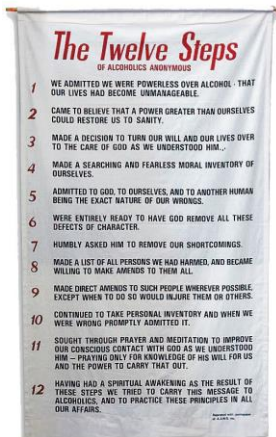 The Twelve Steps
OF ALCOHOLICS ANONYMOUS
1 WE ADMITTED WE WERE POWERLESS OVER ALCOHOL - THAT
OUR LIVES HAD BECOME UNMANAGEABLE.
2 CAME TO BELIEVE THAT A POWER GREATER THAN OURSELVES
COULD RESTORE US TO SANITY.
3 MADE A DECISION TO TURN OUR WILL AND OUR LIVES OVER
TO THE CARE OF GOD AS WE UNDERSTOOD HIM.
4 MADE A SEARCHING AND FEARLESS MORAL INVENTORY OF
OURSELVES.
5 ADMITTED TO GOD, TO OURSELVES, AND TO ANOTHER HUMAN
BEING THE EXACT NATURE OF OUR WRONGS.
6 WERE ENTIRELY READY TO HAVE GOD REMOVE ALL THESE
DEFECTS OF CHARACTER.
7 HUMBLY ASKED HIM TO REMOVE OUR SHORTCOMINGS.
8 MADE A LIST OF ALL PERSONS WE HAD HARMED, AND BECAME
WILLING TO MAKE AMENDS TO THEM ALL.
9 MADE DIRECT AMENDS TO SUCH PEOPLE WHEREVER POSSIBLE,
EXCEPT WHEN TO DO SO WOULD INJURE THEM OR OTHERS.
10 CONTINUED TO TAKE PERSONAL INVENTORY AND WHEN WE
WERE WRONG PROMPTLY ADMITTED IT.
11 SOUGHT THROUGH PRAYER AND MEDITATION TO IMPROVE
OUR CONSCIOUS CONTACT WITH GOD AS WE UNDERSTOOD
HIM – PRAYING ONLY FOR KNOWLEDGE OF HIS WILL FOR US
AND THE POWER TO CARRY THAT OUT.
12 HAVING HAD A SPIRITUAL AWAKENING AS THE RESULT OF
THESE STEPS WE TRIED TO CARRY THIS MESSAGE TO
ALCOHOLICS, AND TO PRACTICE THESE PRINCIPLES IN ALL
OUR AFFAIRS.